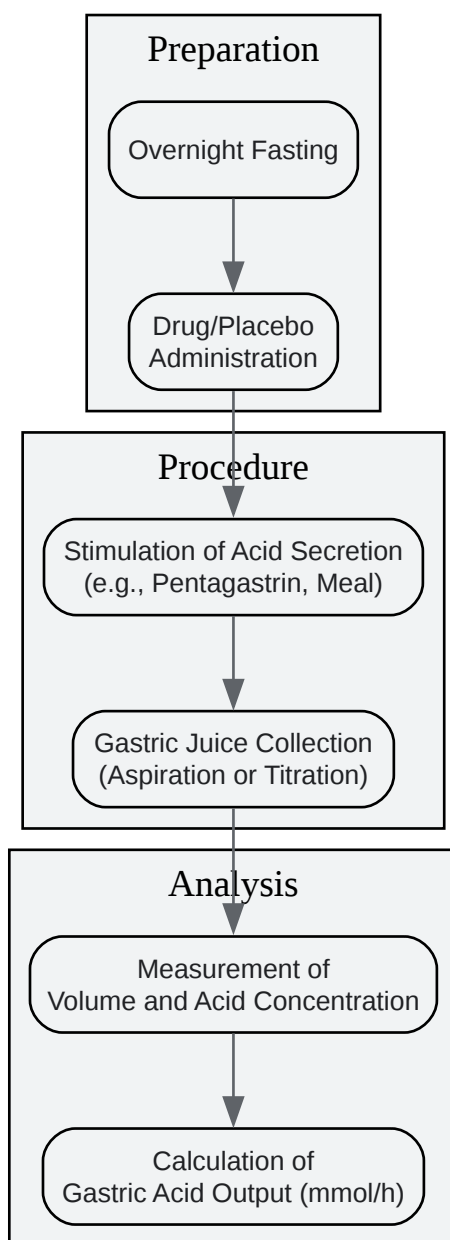 Preparation
Overnight Fasting
Drug/Placebo
Administration
Procedure
Stimulation of Acid Secretion
(e.g., Pentagastrin, Meal)
Gastric Juice Collection
(Aspiration or Titration)
Analysis
Measurement of
Volume and Acid Concentration
Calculation of
Gastric Acid Output (mmol/h)